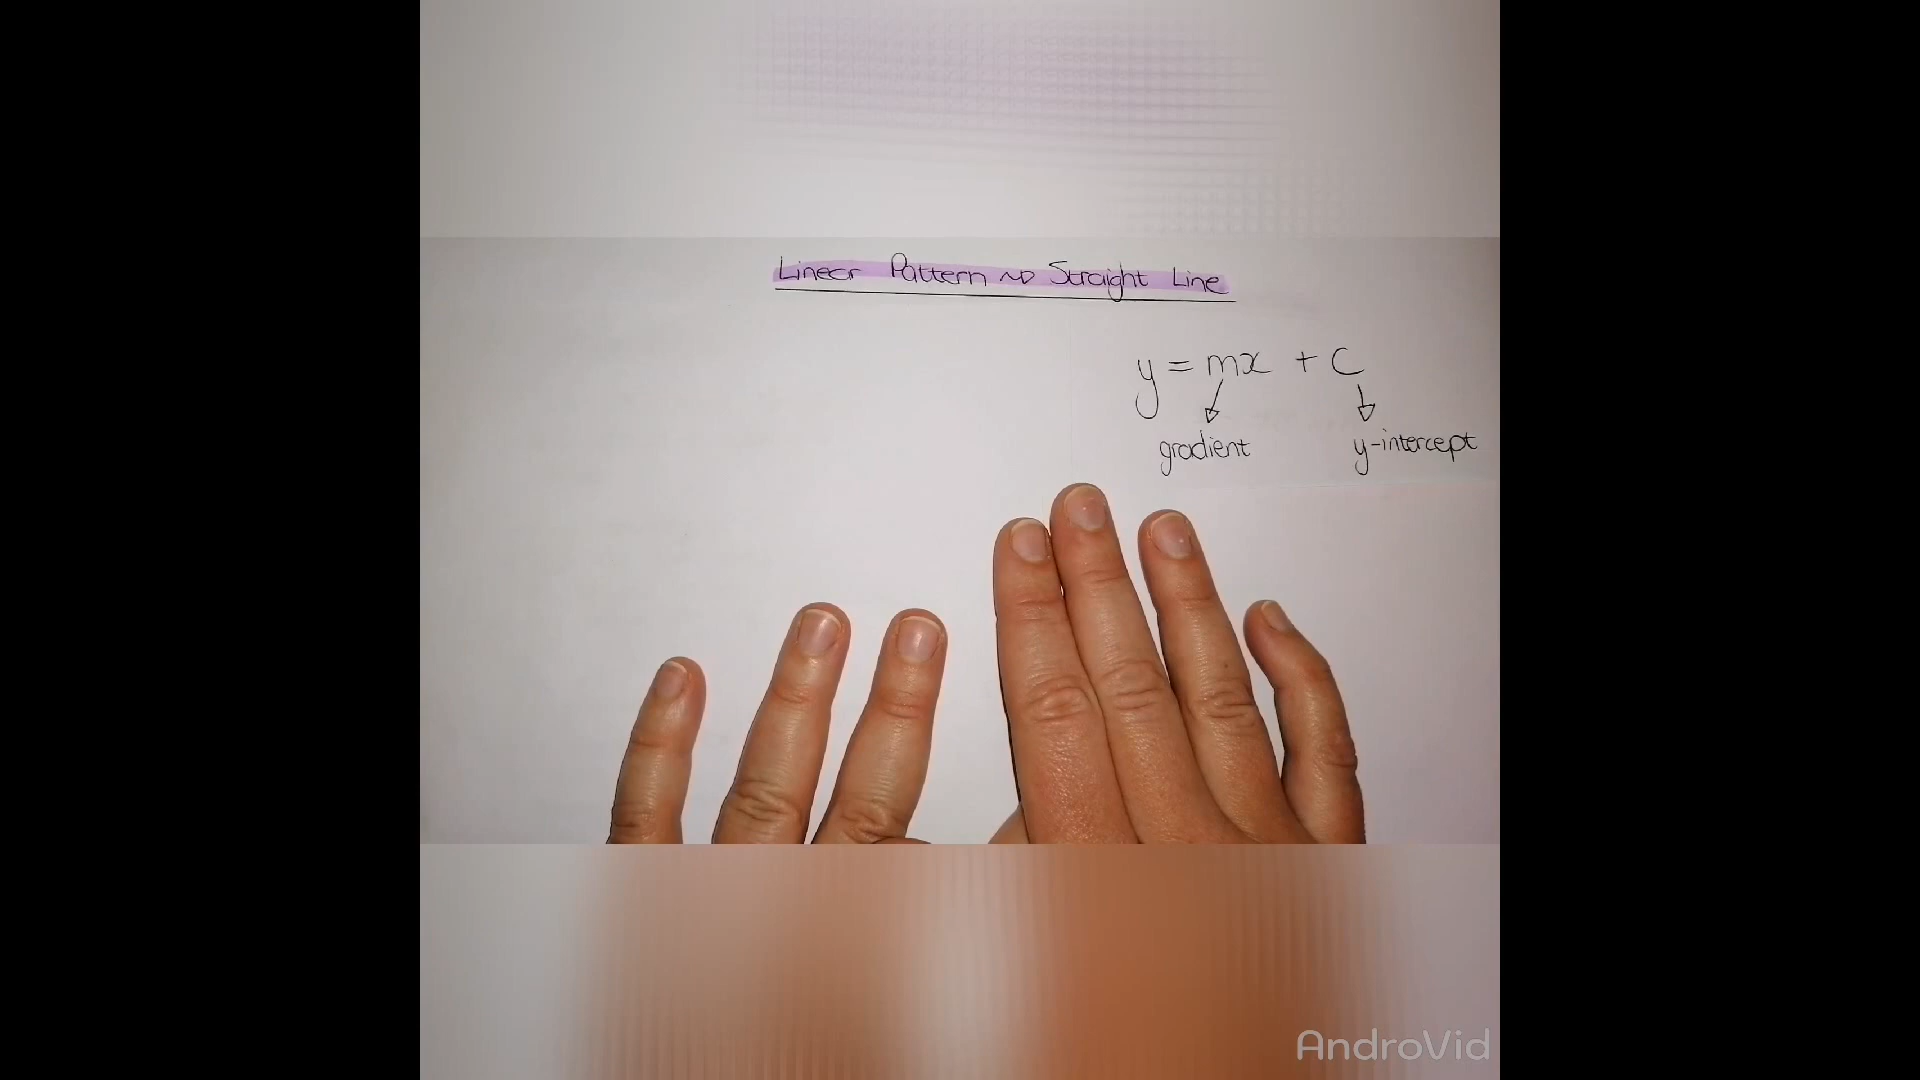 Linear Pattern ~> Straight Line
y = mx + c
gradient y-intercept
AndroVid